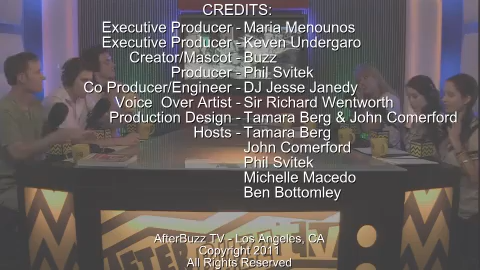 CREDITS:
Executive Producer - Maria Menounos
Executive Producer - Keven Undergaro
Creator/Mascot - Buzz
Producer - Phil Svitek
Co Producer/Engineer - DJ Jesse Janedy
Voice Over Artist - Sir Richard Wentworth
Production Design - Tamara Berg & John Comerford
Hosts - Tamara Berg
John Comerford
Phil Svitek
Michelle Macedo
Ben Bottomley
AfterBuzz TV - Los Angeles, CA
Copyright 2011
All Rights Reserved